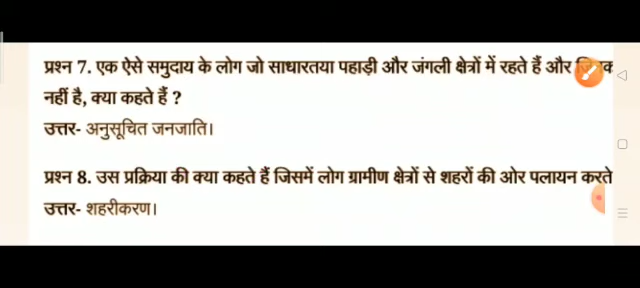 प्रश्न 7. एक ऐसे समुदाय के लोग जो साधारतया पहाड़ी और जंगली क्षेत्रों में रहते हैं और
नहीं है, क्या कहते हैं ?
उत्तर- अनुसूचित जनजाति।
प्रश्न 8. उस प्रक्रिया की क्या कहते हैं जिसमें लोग ग्रामीण क्षेत्रों से शहरों की ओर पलायन करते
उत्तर- शहरीकरण।